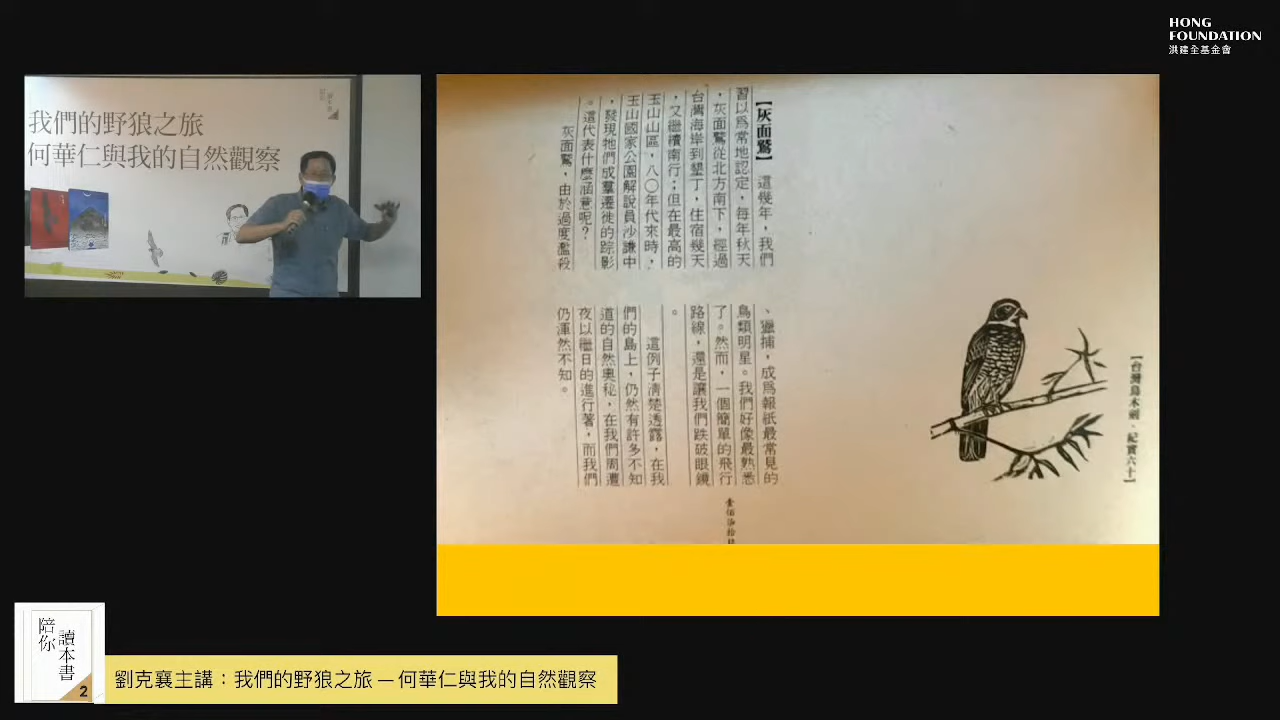 HONG
FOUNDATION
洪建全基金會
我們的野狼之旅
何華仁與我的自然觀察
【台灣鳥木刻・紀實六十】
【灰面鷲】 這幾年，我們
習以為常地認定，每年秋天
，灰面鷲從北方南下，經過
台灣海岸到墾丁，住宿幾天
，又繼續南行；但在最高的
玉山山區，八〇年代來時，
玉山國家公園解說員沙謙中
，發現牠們成羣遷徙的踪影
。這代表什麼涵意呢？
灰面鷲，由於過度濫殺
、獵捕，成為報紙最常見的
鳥類明星。我們好像最熟悉
了。然而，一個簡單的飛行
路線，還是讓我們跌破眼鏡
。
這例子清楚透露，在我
們的島上，仍然有許多不知
道的自然奧秘，在我們周遭
夜以繼日的進行著，而我們
仍渾然不知。
陪你
讀本書
2
劉克襄主講：我們的野狼之旅 — 何華仁與我的自然觀察